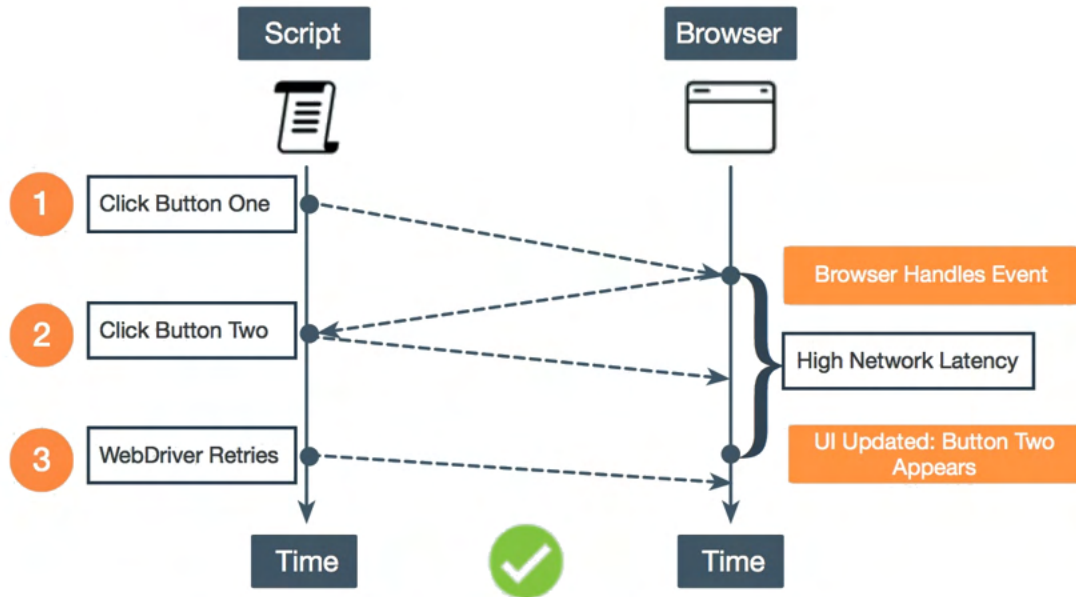 Script
Browser
1
Click Button One
Browser Handles Event
2
Click Button Two
High Network Latency
3
WebDriver Retries
UI Updated: Button Two
Appears
Time
Time